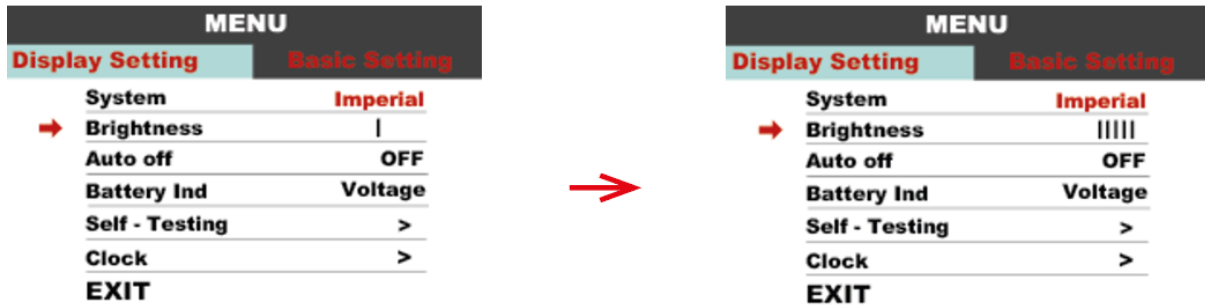 MENU
Display Setting Basic Setting
System Imperial
Brightness |
Auto off OFF
Battery Ind Voltage
Self - Testing >
Clock >
EXIT
MENU
Display Setting Basic Setting
System Imperial
Brightness |||||
Auto off OFF
Battery Ind Voltage
Self - Testing >
Clock >
EXIT